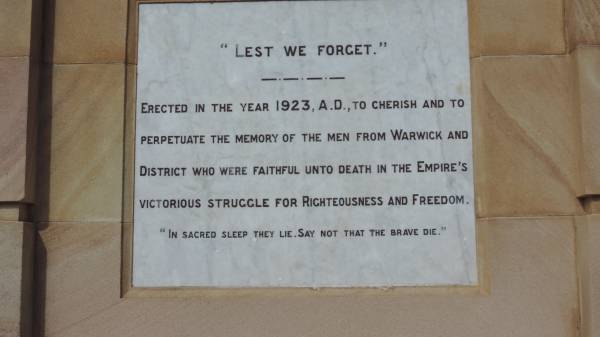 "LEST WE FORGET."
ERECTED IN THE YEAR 1923, A.D., TO CHERISH AND TO
PERPETUATE THE MEMORY OF THE MEN FROM WARWICK AND
DISTRICT WHO WERE FAITHFUL UNTO DEATH IN THE EMPIRE'S
VICTORIOUS STRUGGLE FOR RIGHTEOUSNESS AND FREEDOM.
"IN SACRED SLEEP THEY LIE. SAY NOT THAT THE BRAVE DIE."